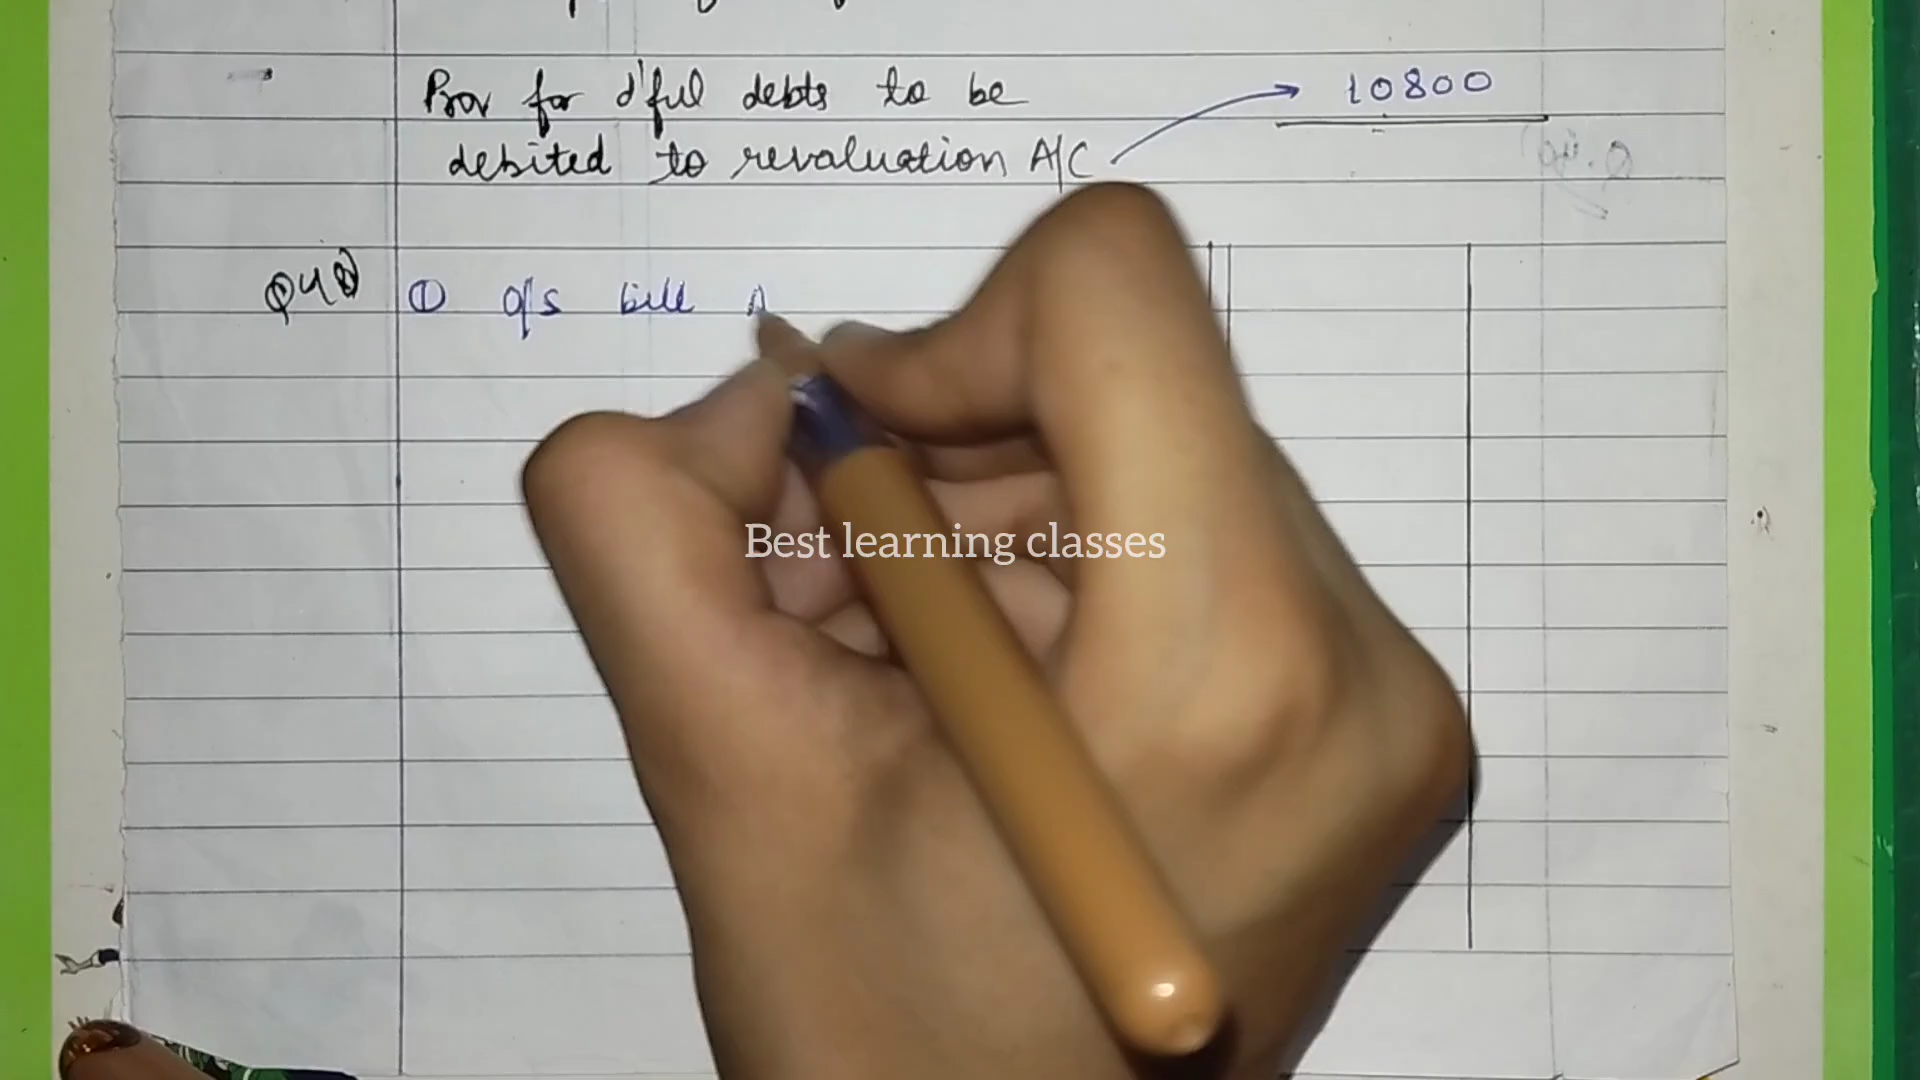 Prov for d'ful debts to be 10800
debited to revaluation A/C
Q48 ① o/s bill A
Best learning classes